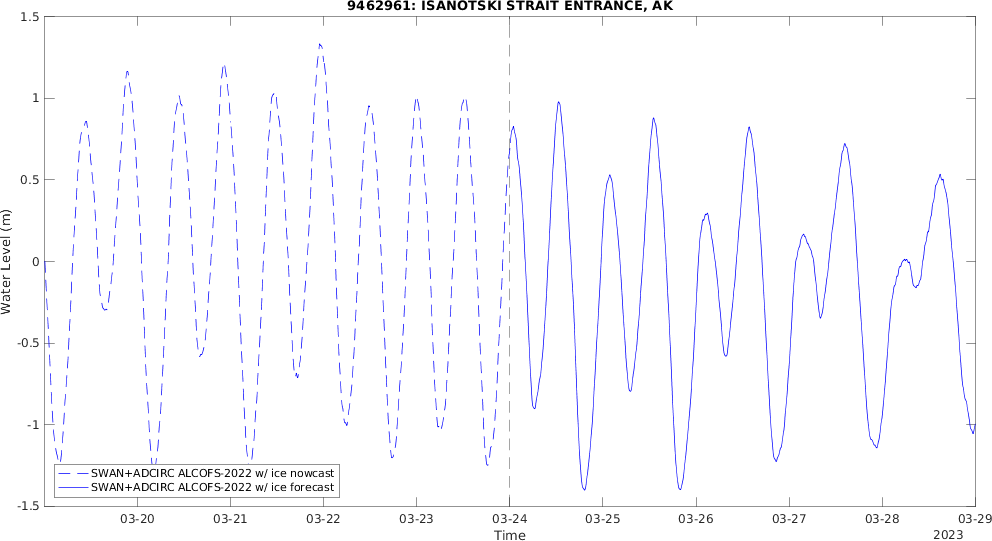 9462961: ISANOTSKI STRAIT ENTRANCE, AK
1.5
1
0.5
0
-0.5
-1
-1.5
Water Level (m)
SWAN+ADCIRC ALCOFS-2022 w/ ice nowcast
SWAN+ADCIRC ALCOFS-2022 w/ ice forecast
03-20 03-21 03-22 03-23 03-24 03-25 03-26 03-27 03-28 03-29
Time
2023